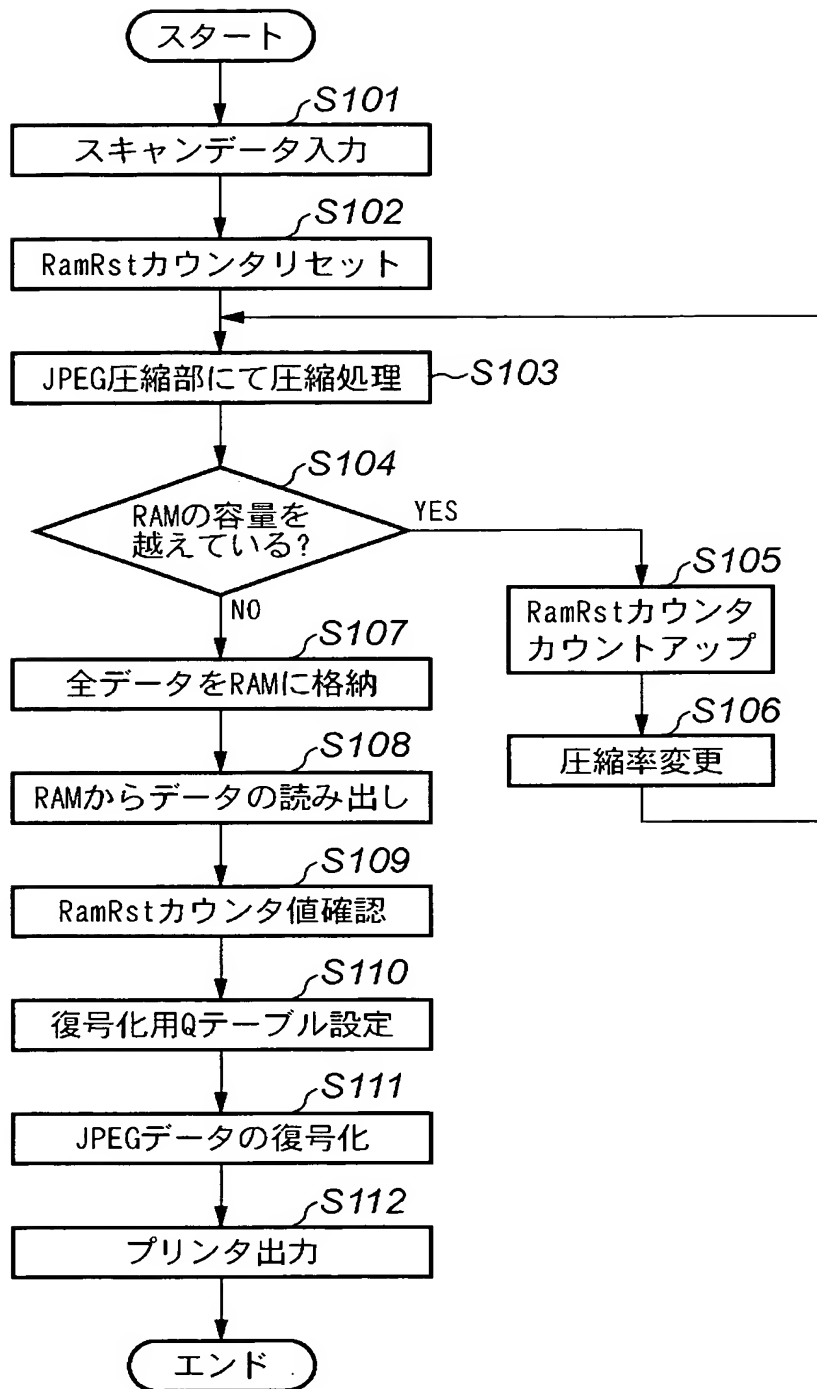 スタート
S101
スキャンデータ入力
S102
RamRstカウンタリセット
JPEG圧縮部にて圧縮処理
S103
S104
RAMの容量を
越えている?
YES
NO
S105
RamRstカウンタ
カウントアップ
S106
圧縮率変更
S107
全データをRAMに格納
S108
RAMからデータの読み出し
S109
RamRstカウンタ値確認
S110
復号化用Qテーブル設定
S111
JPEGデータの復号化
S112
プリンタ出力
エンド